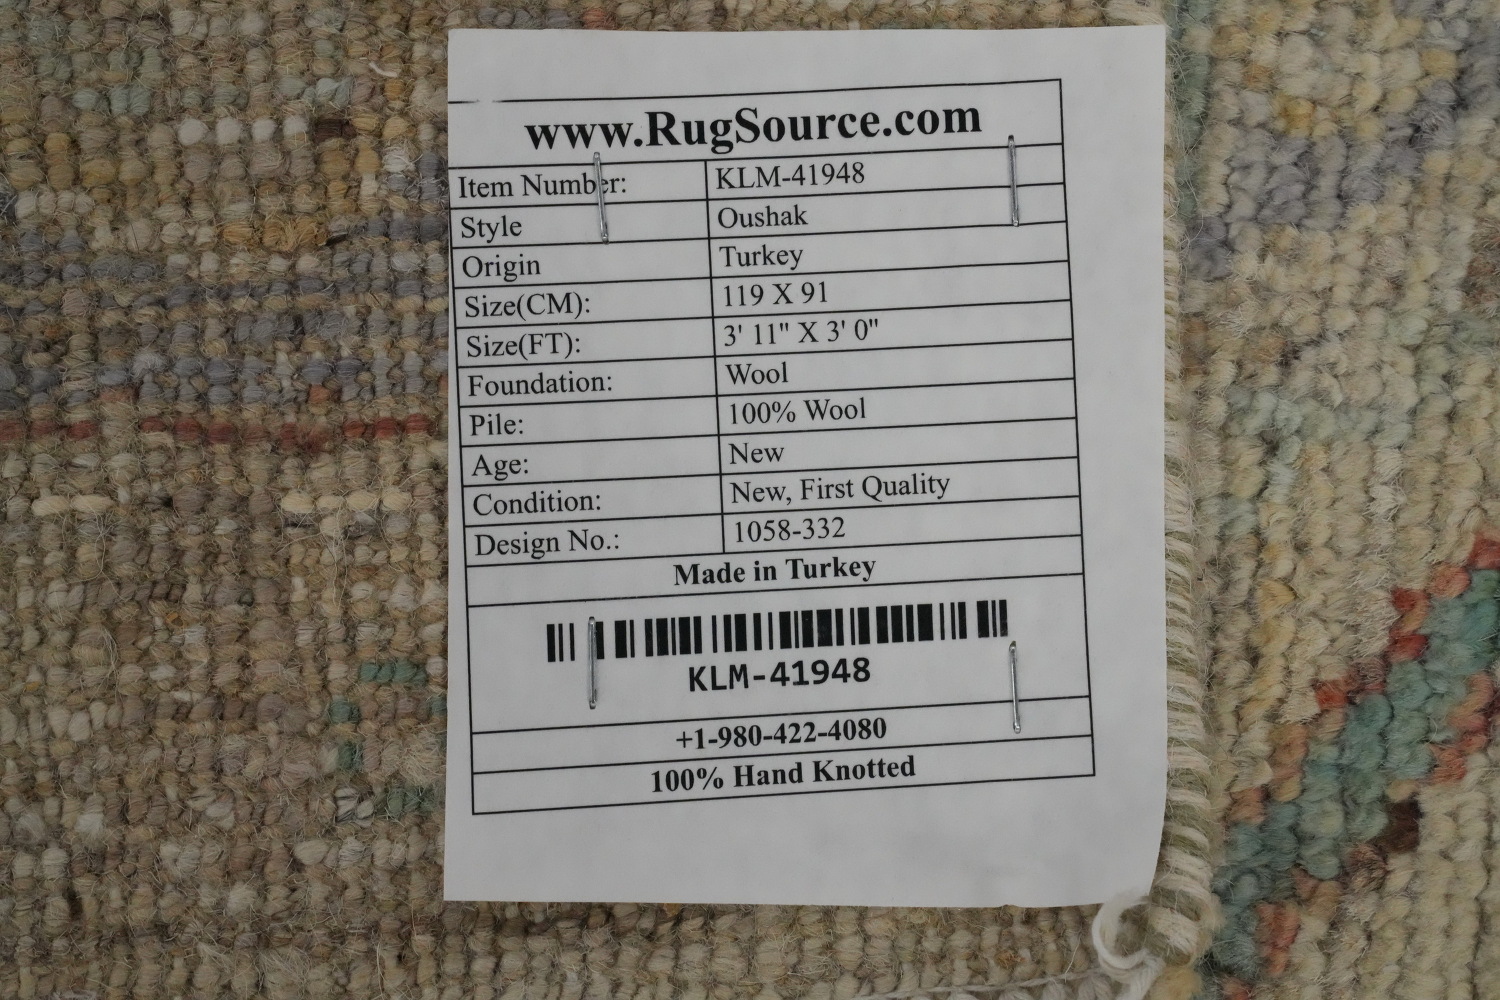 www.RugSource.com
Item Number: KLM-41948
Style Oushak
Origin Turkey
Size(CM): 119 X 91
Size(FT): 3' 11" X 3' 0"
Foundation: Wool
Pile: 100% Wool
Age: New
Condition: New, First Quality
Design No.: 1058-332
Made in Turkey
KLM-41948
+1-980-422-4080
100% Hand Knotted